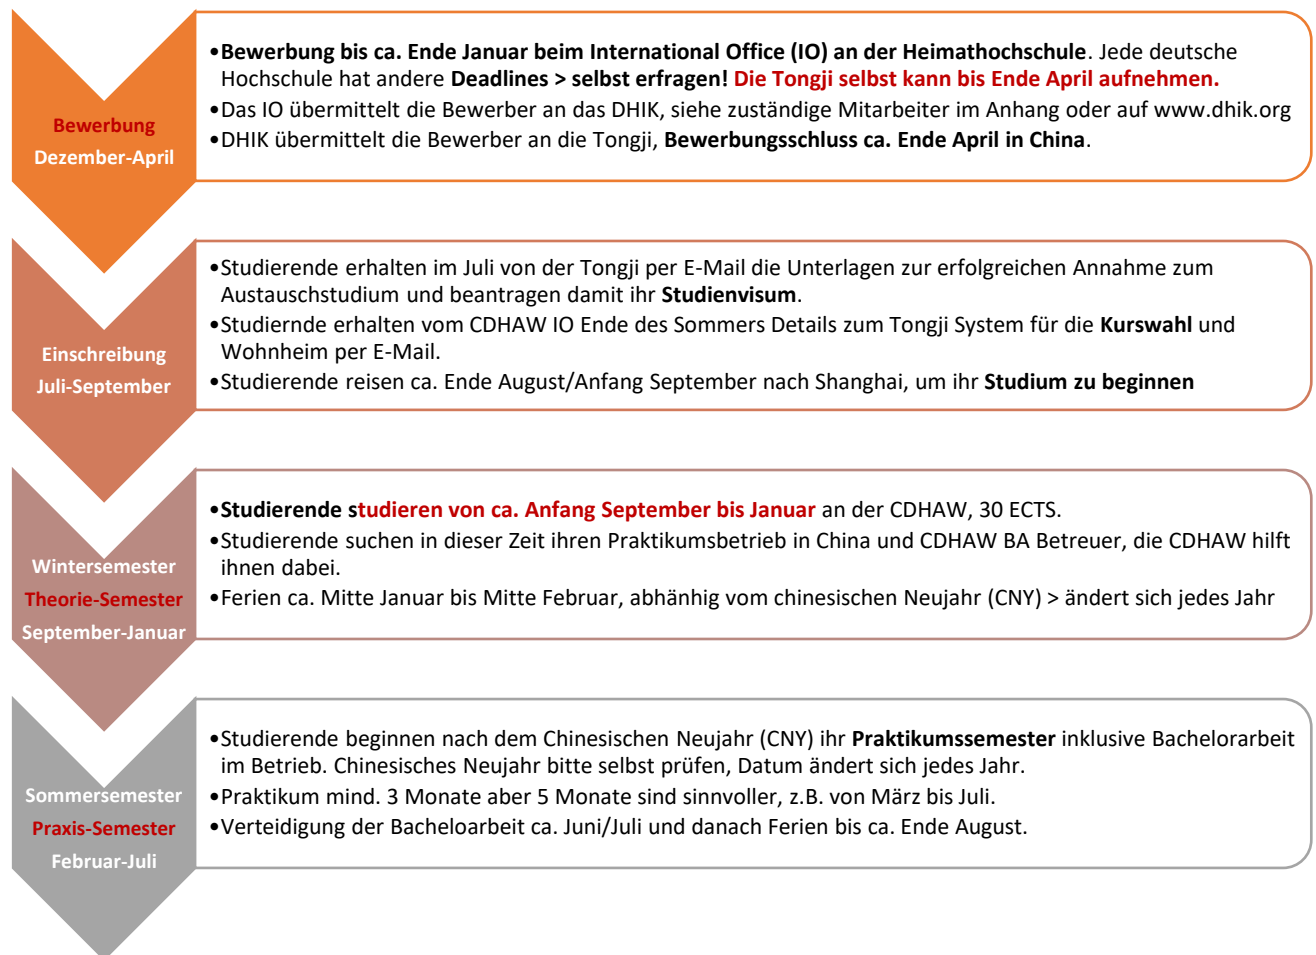 Bewerbung
Dezember-April
•Bewerbung bis ca. Ende Januar beim International Office (IO) an der Heimathochschule. Jede deutsche
Hochschule hat andere Deadlines > selbst erfragen! Die Tongji selbst kann bis Ende April aufnehmen.
•Das IO übermittelt die Bewerber an das DHIK, siehe zuständige Mitarbeiter im Anhang oder auf www.dhik.org
•DHIK übermittelt die Bewerber an die Tongji, Bewerbungsschluss ca. Ende April in China.
Einschreibung
Juli-September
•Studierende erhalten im Juli von der Tongji per E-Mail die Unterlagen zur erfolgreichen Annahme zum
Austauschstudium und beantragen damit ihr Studienvisum.
•Studiernde erhalten vom CDHAW IO Ende des Sommers Details zum Tongji System für die Kurswahl und
Wohnheim per E-Mail.
•Studierende reisen ca. Ende August/Anfang September nach Shanghai, um ihr Studium zu beginnen
Wintersemester
Theorie-Semester
September-Januar
•Studierende studieren von ca. Anfang September bis Januar an der CDHAW, 30 ECTS.
•Studierende suchen in dieser Zeit ihren Praktikumsbetrieb in China und CDHAW BA Betreuer, die CDHAW hilft
ihnen dabei.
•Ferien ca. Mitte Januar bis Mitte Februar, abhänhig vom chinesischen Neujahr (CNY) > ändert sich jedes Jahr
Sommersemester
Praxis-Semester
Februar-Juli
•Studierende beginnen nach dem Chinesischen Neujahr (CNY) ihr Praktikumssemester inklusive Bachelorarbeit
im Betrieb. Chinesisches Neujahr bitte selbst prüfen, Datum ändert sich jedes Jahr.
•Praktikum mind. 3 Monate aber 5 Monate sind sinnvoller, z.B. von März bis Juli.
•Verteidigung der Bacheloarbeit ca. Juni/Juli und danach Ferien bis ca. Ende August.